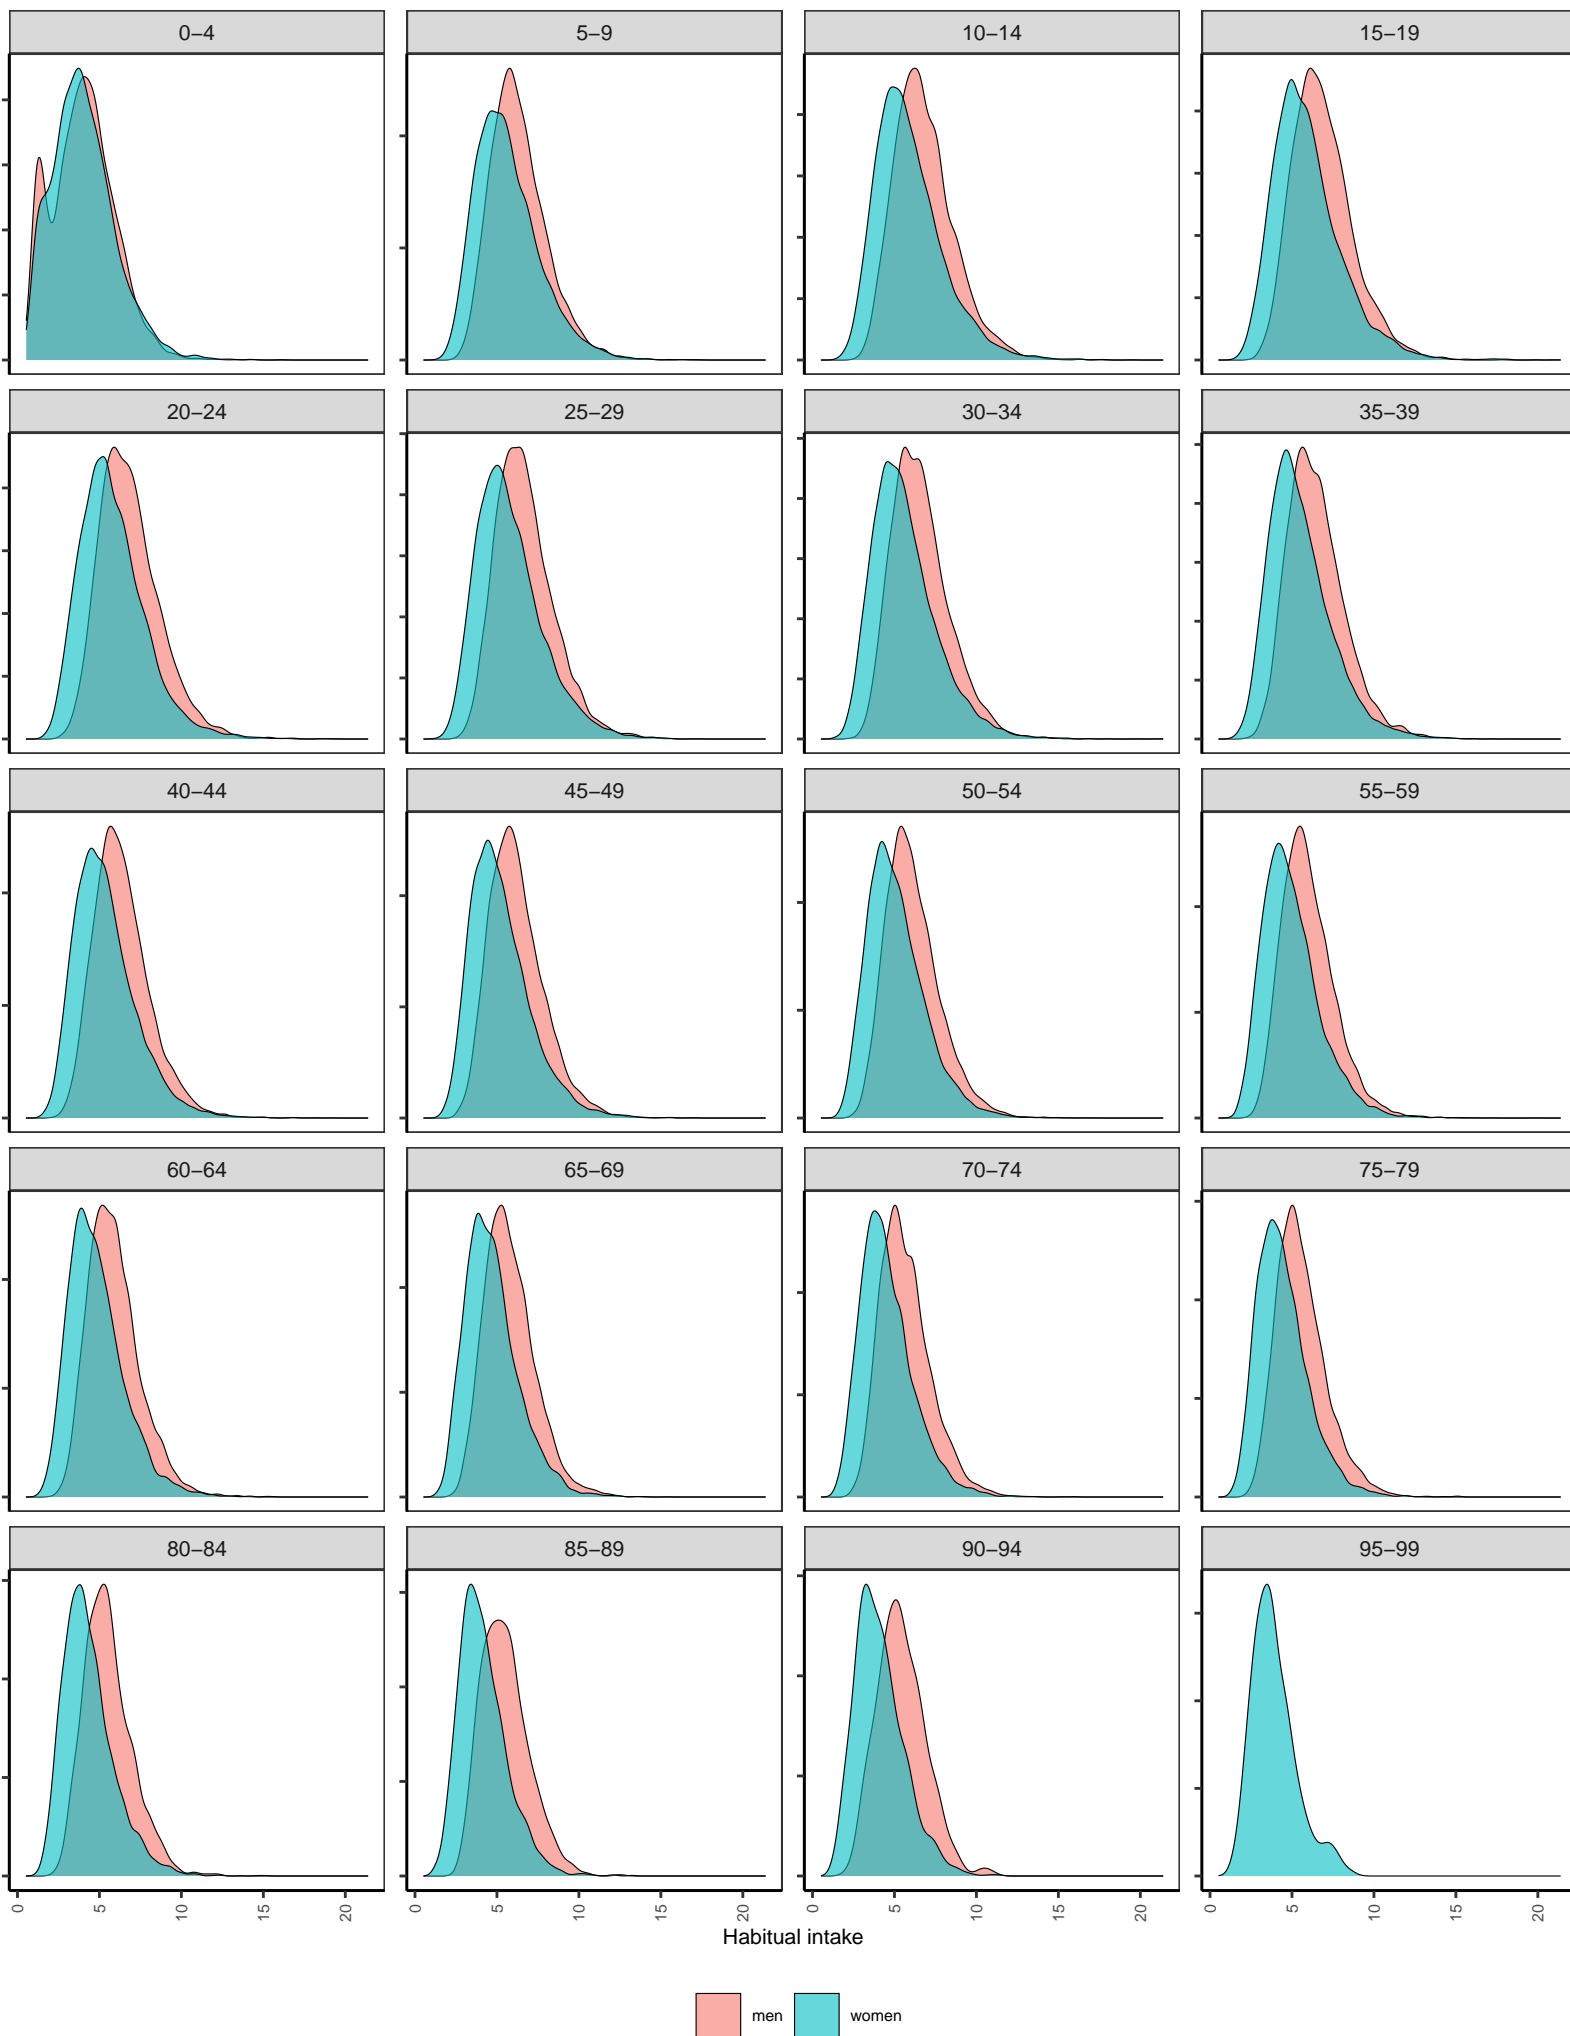 0−4 5−9 10−14 15−19
20−24 25−29 30−34 35−39
40−44 45−49 50−54 55−59
60−64 65−69 70−74 75−79
80−84 85−89 90−94 95−99
0 5 10 15 20 0 5 10 15 20 0 5 10 15 20 0 5 10 15 20
Habitual intake
men women